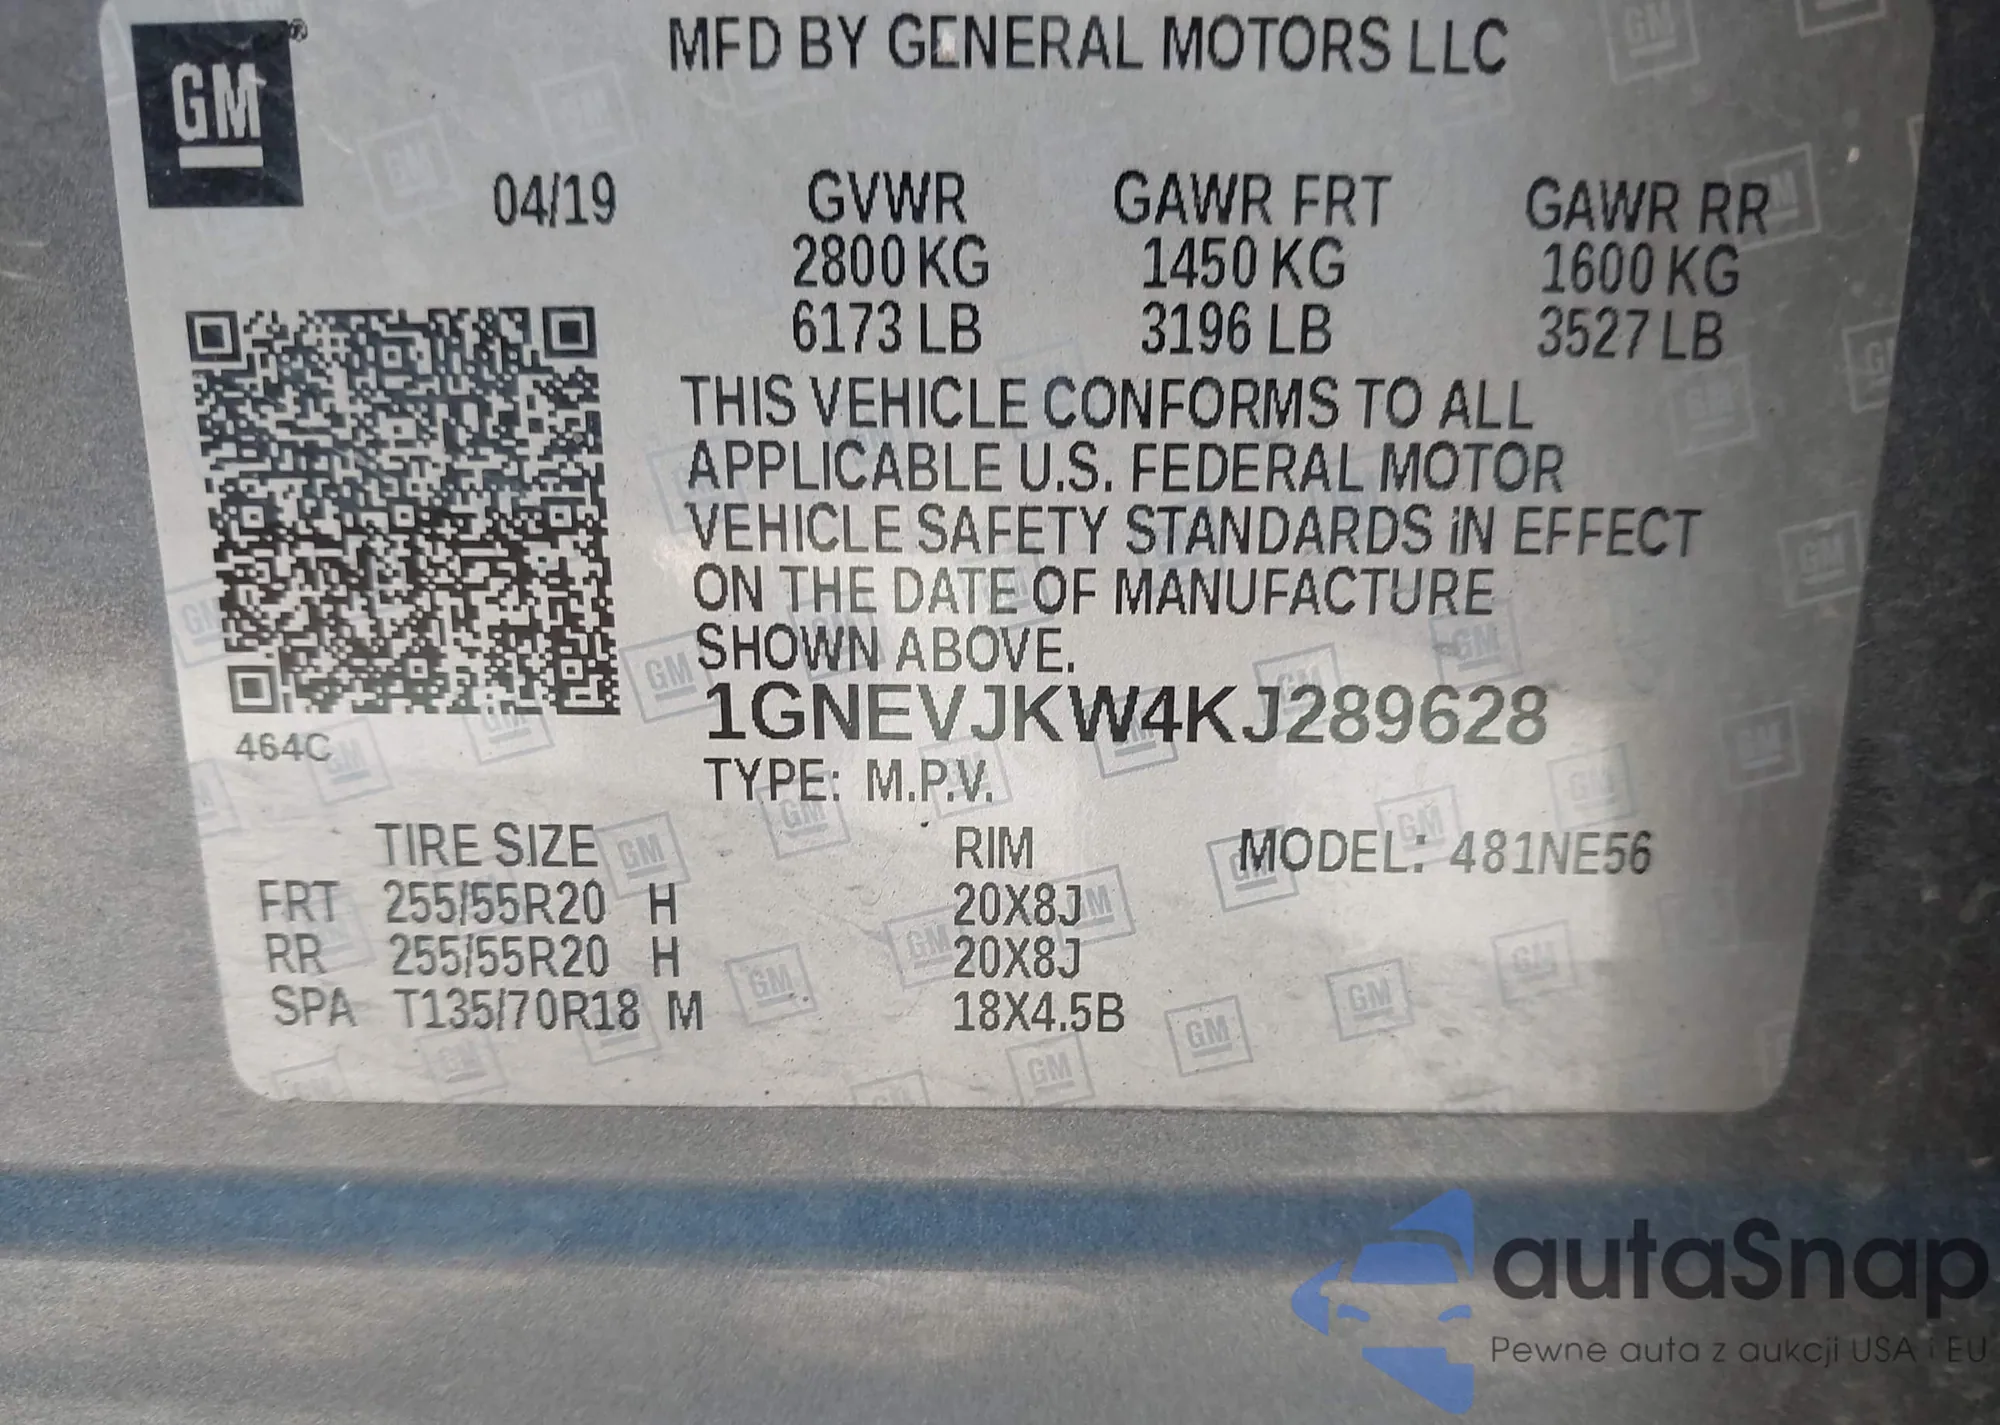 GM
MFD BY GENERAL MOTORS LLC
04/19
GVWR GAWR FRT GAWR RR
2800 KG 1450 KG 1600 KG
6173 LB 3196 LB 3527 LB
THIS VEHICLE CONFORMS TO ALL
APPLICABLE U.S. FEDERAL MOTOR
VEHICLE SAFETY STANDARDS IN EFFECT
ON THE DATE OF MANUFACTURE
SHOWN ABOVE.
1GNEVJKW4KJ289628
464C
TYPE: M.P.V.
TIRE SIZE RIM MODEL: 481NE56
FRT 255/55R20 H 20X8J
RR 255/55R20 H 20X8J
SPA T135/70R18 M 18X4.5B
autaSnap
Pewne auta z aukcji USA i EU